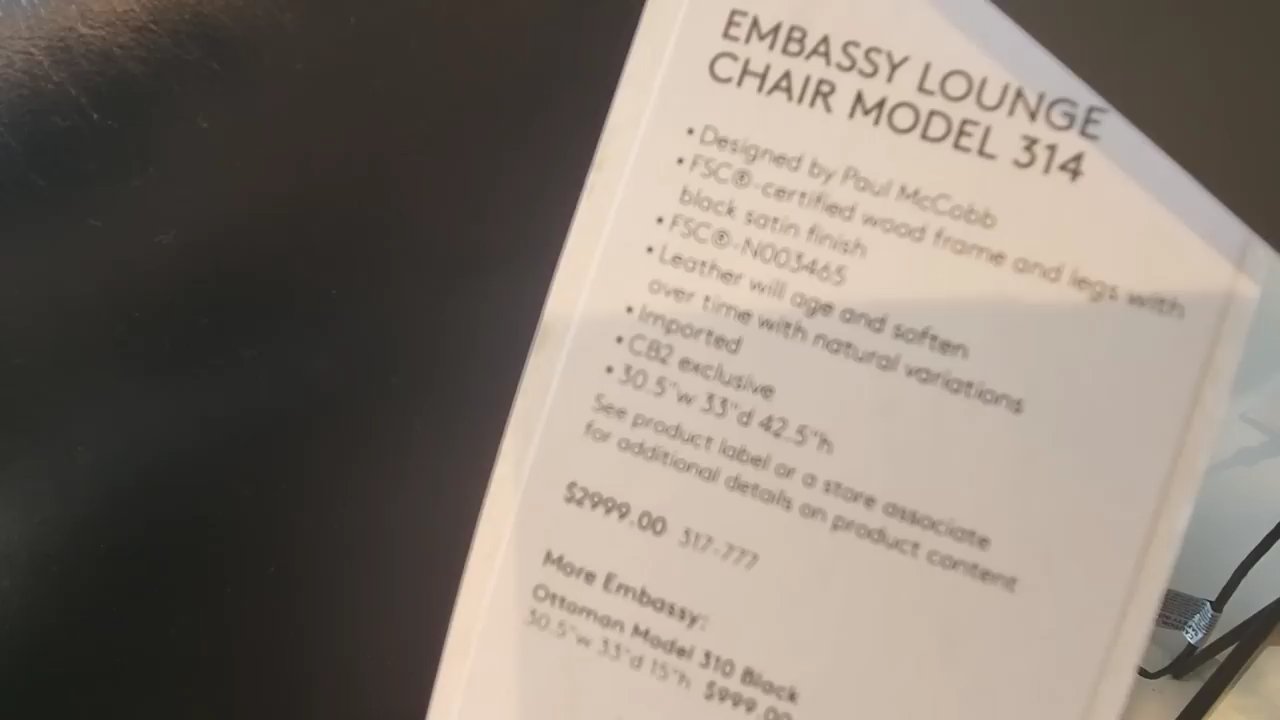 EMBASSY LOUNGE
CHAIR MODEL 314
• Designed by Paul McCobb
• FSC®-certified wood frame and legs with
black satin finish
• FSC®-N003465
• Leather will age and soften
over time with natural variations
• Imported
• CB2 exclusive
• 30.5"w 33"d 42.5"h
See product label or a store associate
for additional details on product content
$2999.00 317-777
More Embassy:
Ottoman Model 310 Black
30.5"w 33"d 15"h $999.00